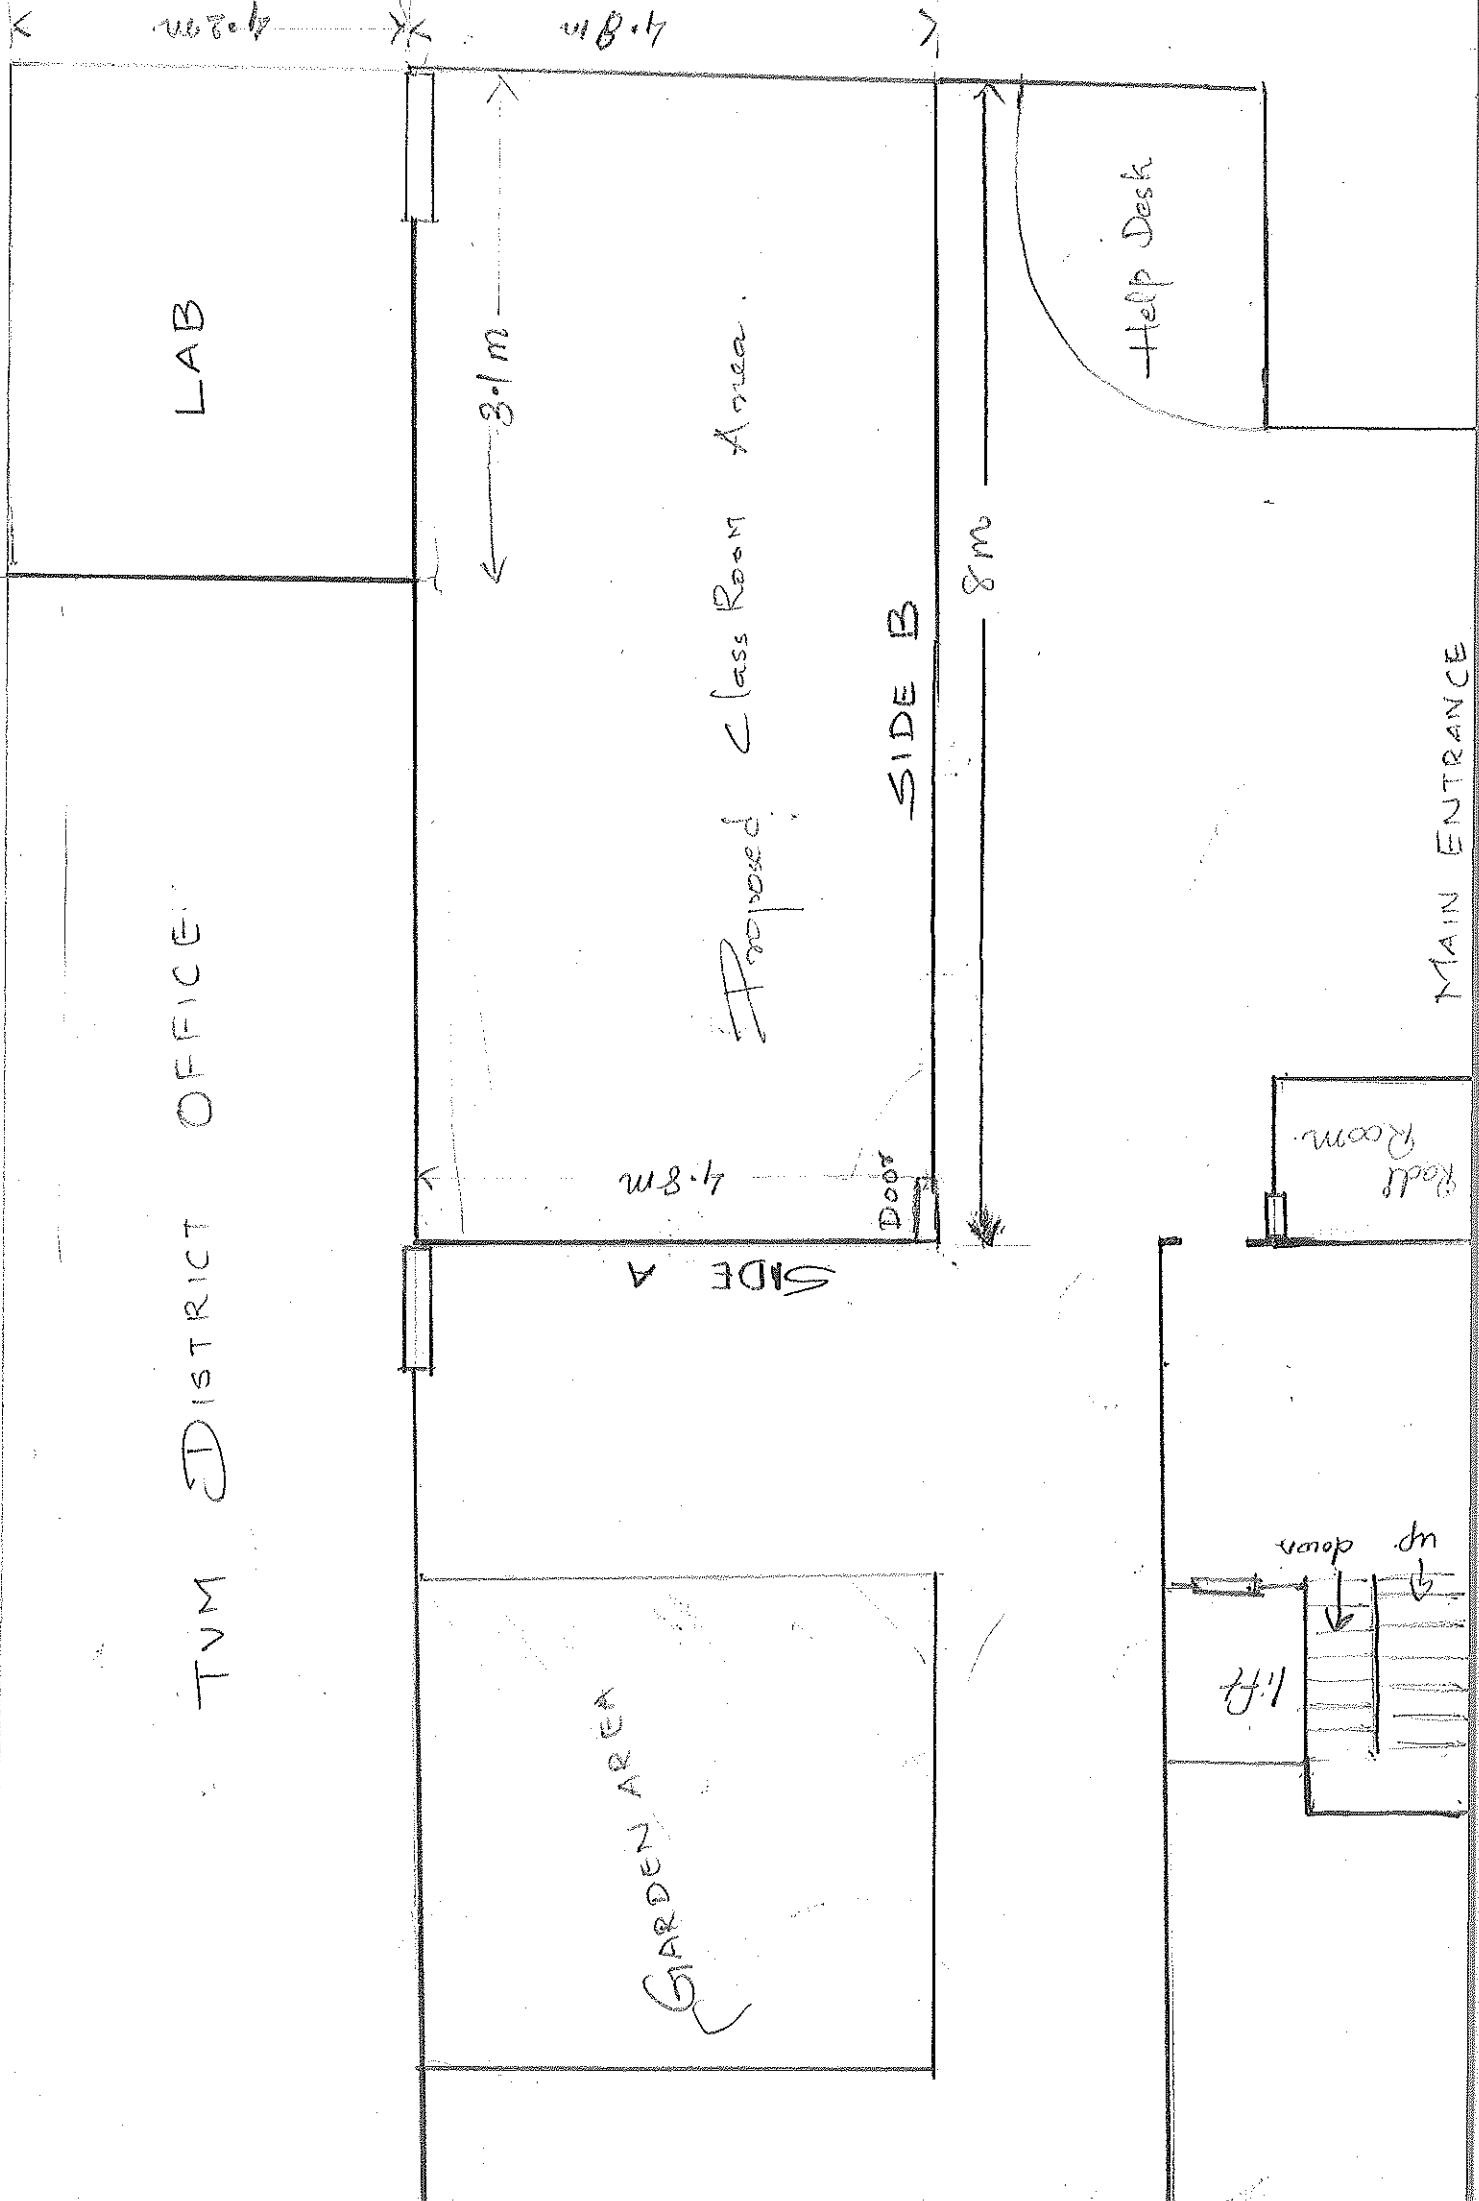 TVM DISTRICT OFFICE
LAB
4.2m
4.8m
3.1m
Proposed Class Room Area.
SIDE B
8m
4.8m
Door
SIDE A
GARDEN AREA
Help Desk
MAIN ENTRANCE
Room.
lift
down
up